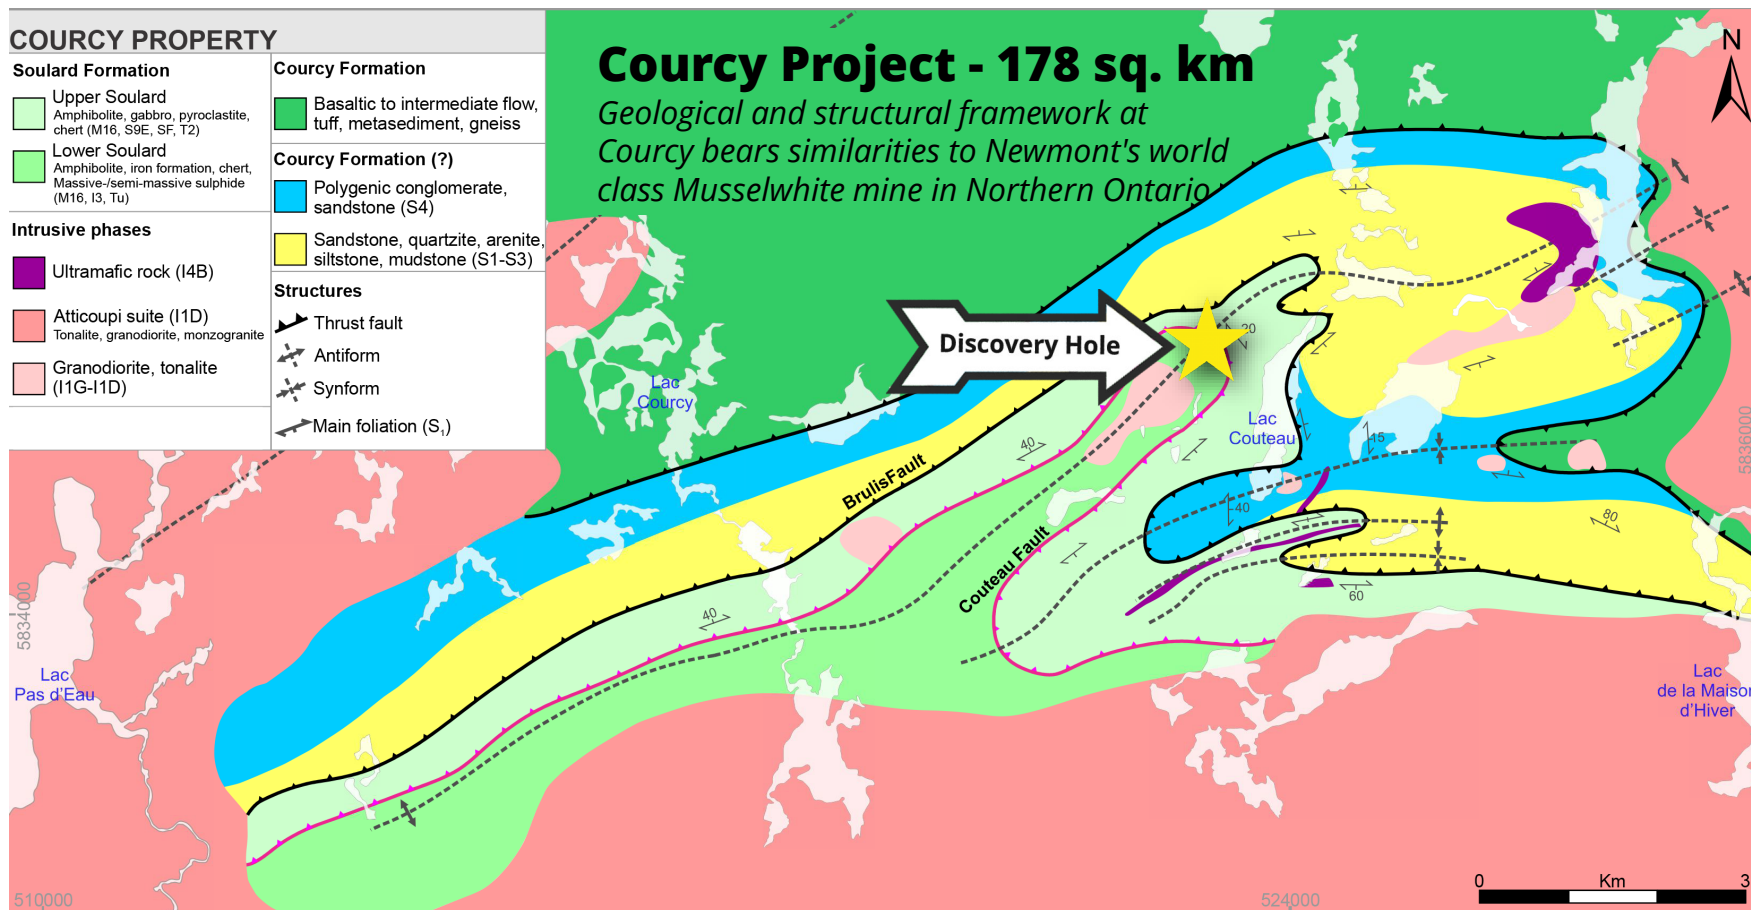 COURCY PROPERTY
Soulard Formation
Upper Soulard
Amphibolite, gabbro, pyroclastite,
chert (M16, S9E, SF, T2)
Lower Soulard
Amphibolite, iron formation, chert,
Massive-/semi-massive sulphide
(M16, I3, Tu)
Intrusive phases
Ultramafic rock (I4B)
Atticoupi suite (I1D)
Tonalite, granodiorite, monzogranite
Granodiorite, tonalite
(I1G-I1D)
Courcy Formation
Basaltic to intermediate flow,
tuff, metasediment, gneiss
Courcy Formation (?)
Polygenic conglomerate,
sandstone (S4)
Sandstone, quartzite, arenite,
siltstone, mudstone (S1-S3)
Structures
Thrust fault
Antiform
Synform
Main foliation (S₁)
Courcy Project - 178 sq. km
Geological and structural framework at
Courcy bears similarities to Newmont's world
class Musselwhite mine in Northern Ontario
N
Discovery Hole
20
Lac
Courcy
Lac
Couteau
15
40
BrulisFault
40
80
Couteau Fault
60
40
5836000
5834000
Lac
Pas d'Eau
Lac
de la Maison
d'Hiver
510000
524000
0 Km 3